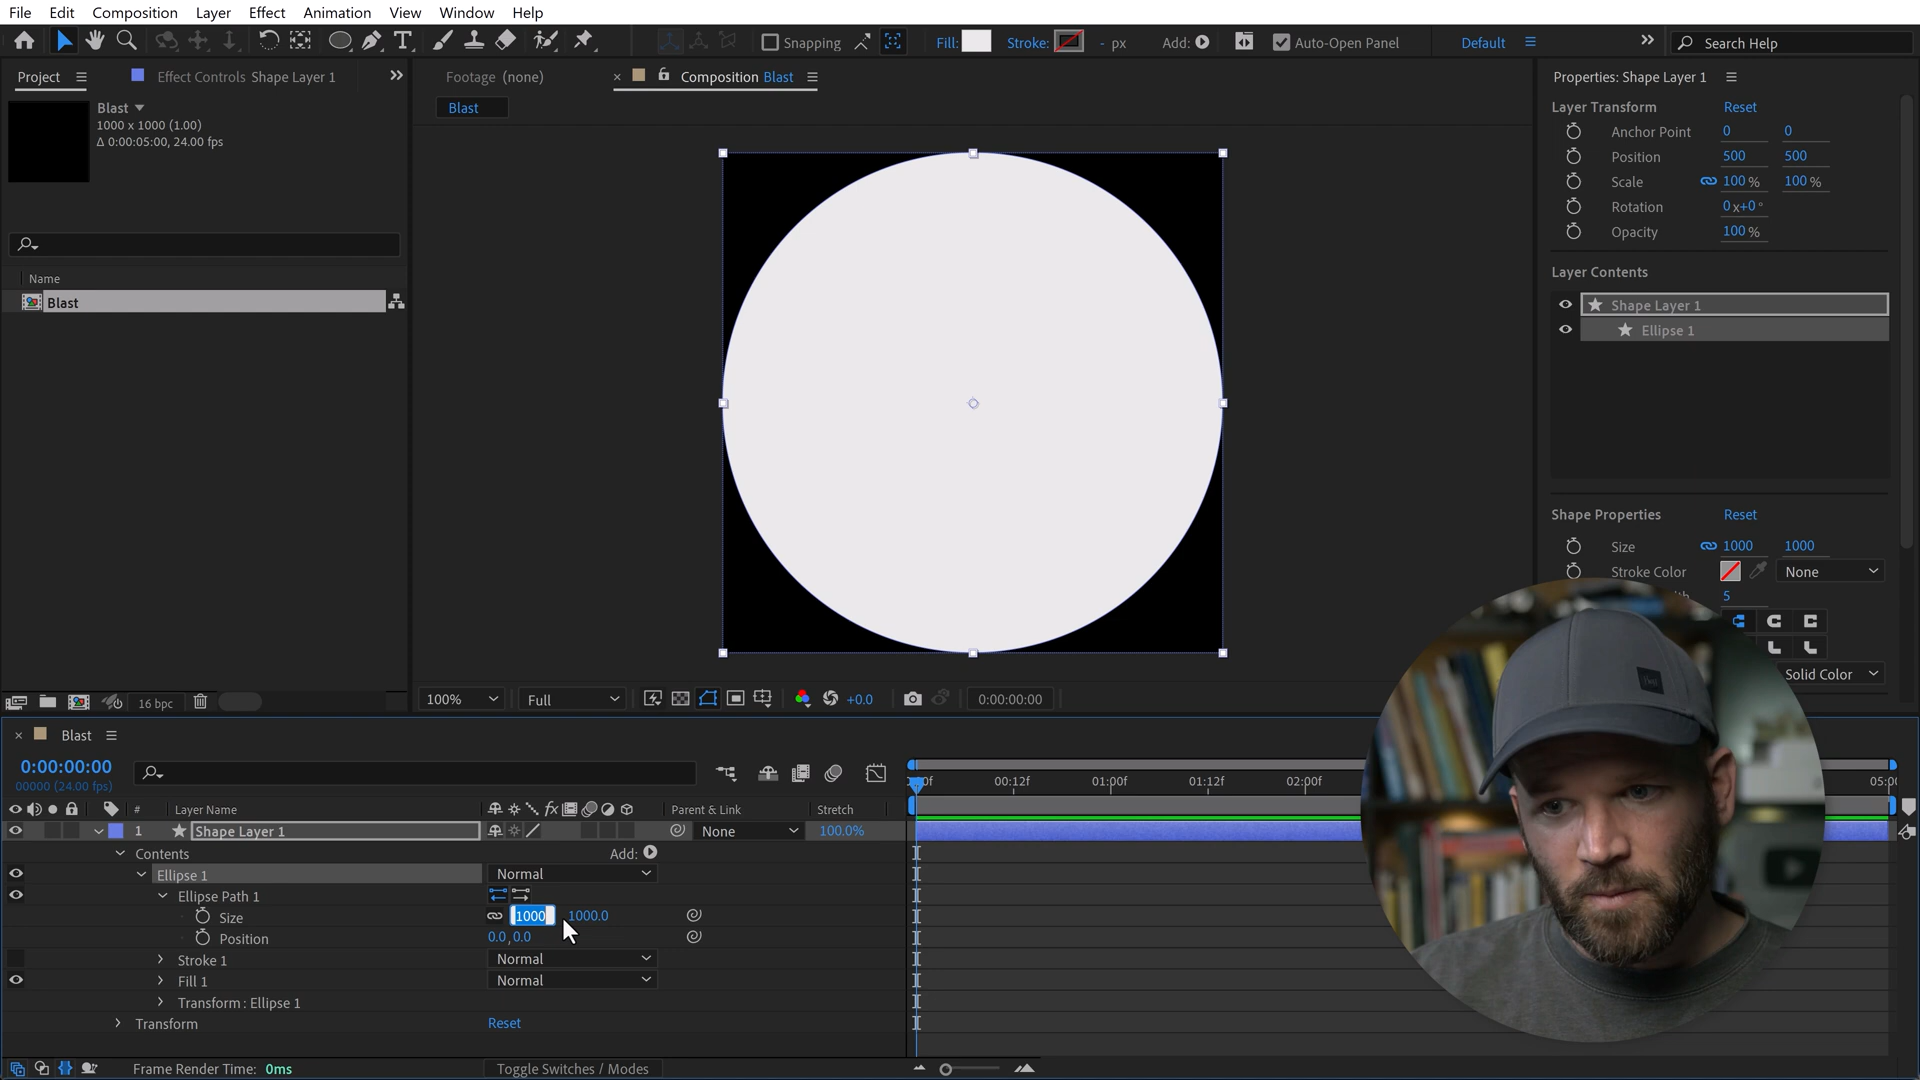 File Edit Composition Layer Effect Animation View Window Help
Snapping Fill: Stroke: - px Add: Auto-Open Panel Default Search Help
Project Effect Controls Shape Layer 1 Footage (none) Composition Blast Properties: Shape Layer 1
Blast
1000 x 1000 (1.00)
Δ 0:00:05:00, 24.00 fps
Name
Blast
16 bpc
Blast
100% Full +0.0 0:00:00:00
Layer Transform Reset
Anchor Point 0 0
Position 500 500
Scale 100 % 100 %
Rotation 0x+0°
Opacity 100 %
Layer Contents
Shape Layer 1
Ellipse 1
Shape Properties Reset
Size 1000 1000
Stroke Color None
5
Solid Color
Blast
0:00:00:00
00000 (24.00 fps)
00:12f 01:00f 01:12f 02:00f
# Layer Name fx Parent & Link Stretch
1 Shape Layer 1 None 100.0%
Contents Add:
Ellipse 1 Normal
Ellipse Path 1
Size 1000 1000.0
Position 0.0,0.0
Stroke 1 Normal
Fill 1 Normal
Transform : Ellipse 1
Transform Reset
Frame Render Time: 0ms Toggle Switches / Modes